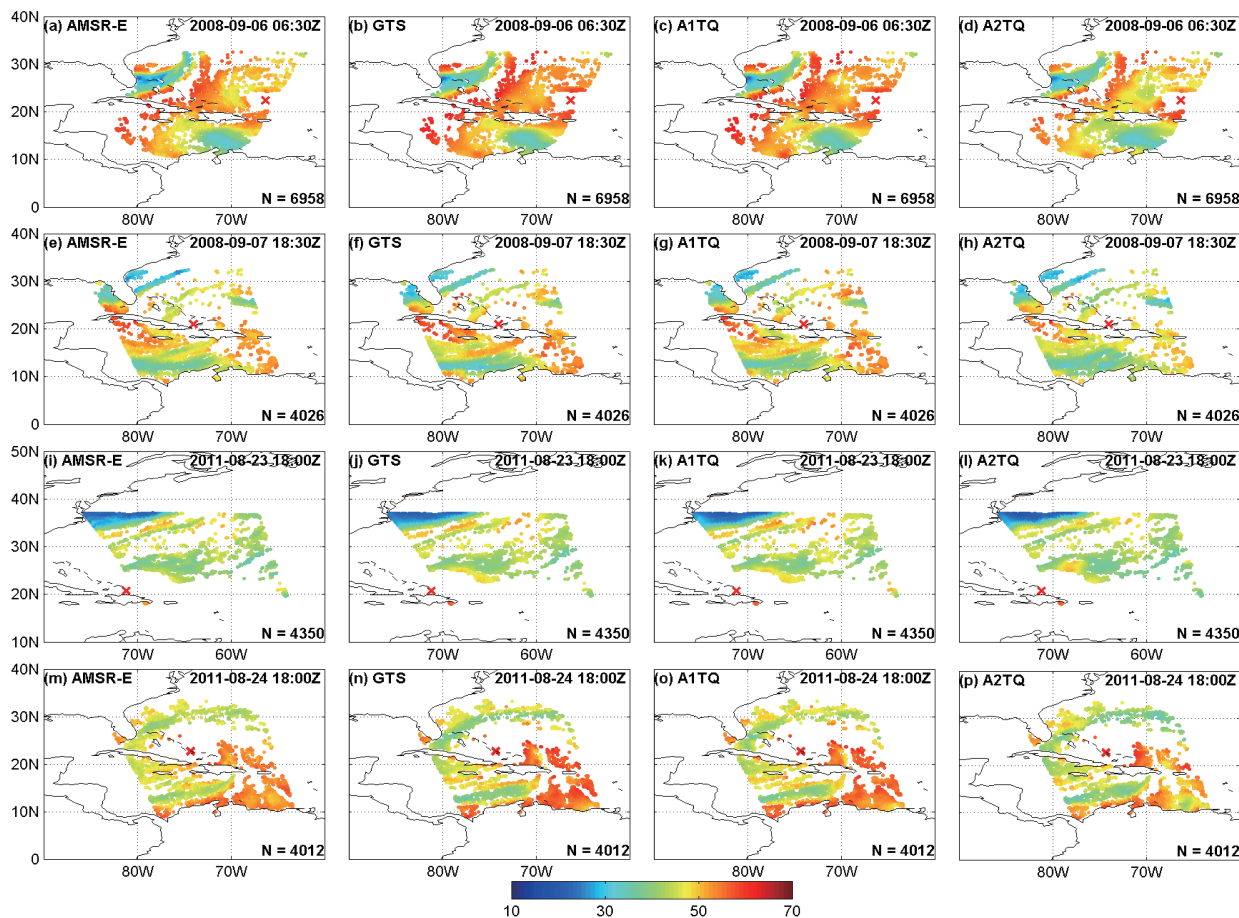 (a) AMSR-E 2008-09-06 06:30Z (b) GTS 2008-09-06 06:30Z (c) A1TQ 2008-09-06 06:30Z (d) A2TQ 2008-09-06 06:30Z
40N
30N
20N
10N
N = 6958 N = 6958 N = 6958 N = 6958
0
80W 70W 80W 70W 80W 70W 80W 70W
(e) AMSR-E 2008-09-07 18:30Z (f) GTS 2008-09-07 18:30Z (g) A1TQ 2008-09-07 18:30Z (h) A2TQ 2008-09-07 18:30Z
40N
30N
20N
10N
N = 4026 N = 4026 N = 4026 N = 4026
0
80W 70W 80W 70W 80W 70W 80W 70W
50N
(i) AMSR-E 2011-08-23 18:00Z (j) GTS 2011-08-23 18:00Z (k) A1TQ 2011-08-23 18:00Z (l) A2TQ 2011-08-23 18:00Z
40N
30N
20N
N = 4350 N = 4350 N = 4350 N = 4350
10N
70W 60W 70W 60W 70W 60W 70W 60W
(m) AMSR-E 2011-08-24 18:00Z (n) GTS 2011-08-24 18:00Z (o) A1TQ 2011-08-24 18:00Z (p) A2TQ 2011-08-24 18:00Z
40N
30N
20N
10N
N = 4012 N = 4012 N = 4012 N = 4012
0
80W 70W 80W 70W 80W 70W 80W 70W
10 30 50 70